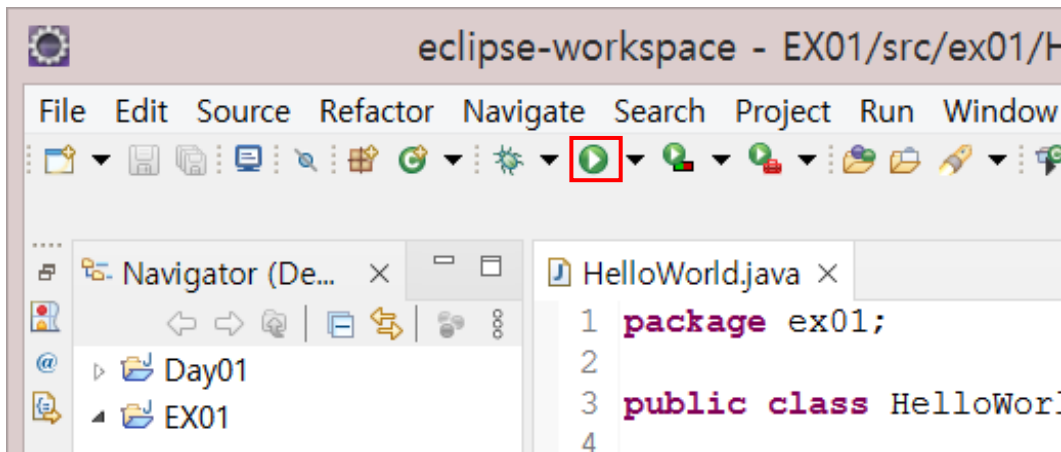 eclipse-workspace - EX01/src/ex01/H
File Edit Source Refactor Navigate Search Project Run Window
Navigator (De...
HelloWorld.java
1 package ex01;
2
3 public class HelloWorl
4
Day01
EX01